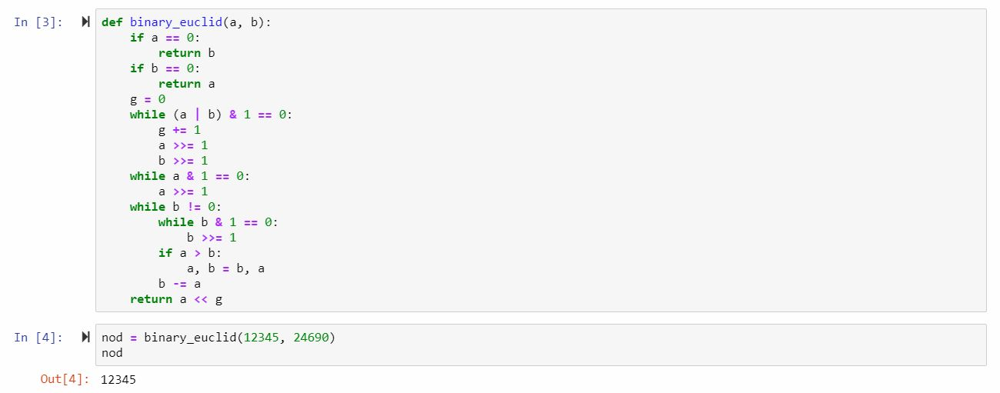 In [3]: def binary_euclid(a, b):
    if a == 0:
        return b
    if b == 0:
        return a
    g = 0
    while (a | b) & 1 == 0:
        g += 1
        a >>= 1
        b >>= 1
    while a & 1 == 0:
        a >>= 1
    while b != 0:
        while b & 1 == 0:
            b >>= 1
        if a > b:
            a, b = b, a
        b -= a
    return a << g
In [4]: nod = binary_euclid(12345, 24690)
nod
Out[4]: 12345